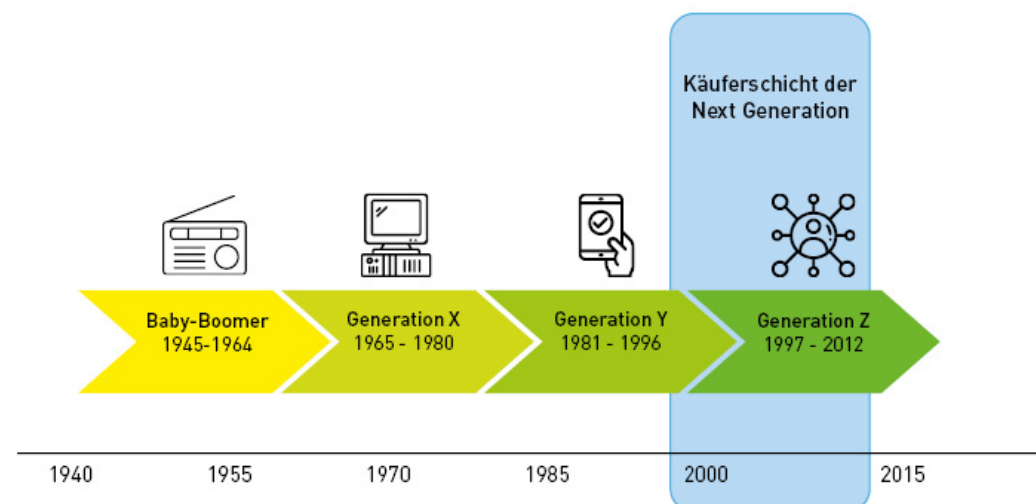 Käuferschicht der
Next Generation
Baby-Boomer
1945-1964
Generation X
1965 - 1980
Generation Y
1981 - 1996
Generation Z
1997 - 2012
1940
1955
1970
1985
2000
2015